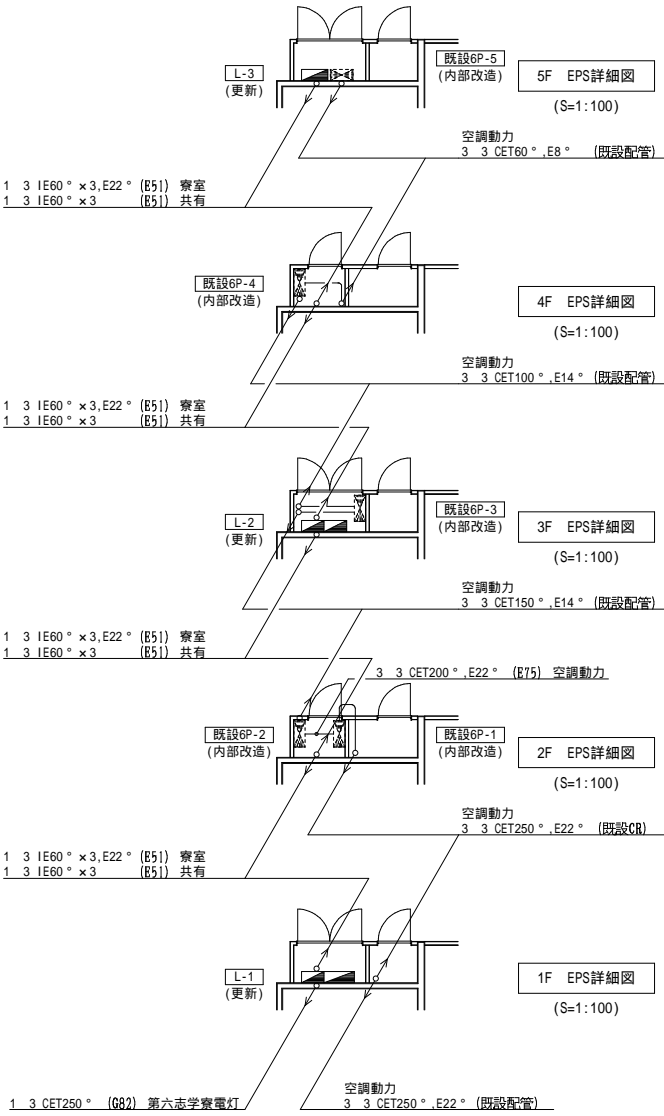 L-3
(更新)
既設6P-5
(内部改造)
5F EPS詳細図
(S=1:100)
空調動力
3 3 CET60°,E8° (既設配管)
1 3 IE60°×3,E22° (E51) 寮室
1 3 IE60°×3 (E51) 共有
既設6P-4
(内部改造)
4F EPS詳細図
(S=1:100)
空調動力
3 3 CET100°,E14° (既設配管)
1 3 IE60°×3,E22° (E51) 寮室
1 3 IE60°×3 (E51) 共有
L-2
(更新)
既設6P-3
(内部改造)
3F EPS詳細図
(S=1:100)
空調動力
3 3 CET150°,E14° (既設配管)
1 3 IE60°×3,E22° (E51) 寮室
1 3 IE60°×3 (E51) 共有
3 3 CET200°,E22° (E75) 空調動力
既設6P-2
(内部改造)
既設6P-1
(内部改造)
2F EPS詳細図
(S=1:100)
空調動力
3 3 CET250°,E22° (既設CR)
1 3 IE60°×3,E22° (E51) 寮室
1 3 IE60°×3 (E51) 共有
L-1
(更新)
1F EPS詳細図
(S=1:100)
1 3 CET250° (G82) 第六志学寮電灯
空調動力
3 3 CET250°,E22° (既設配管)